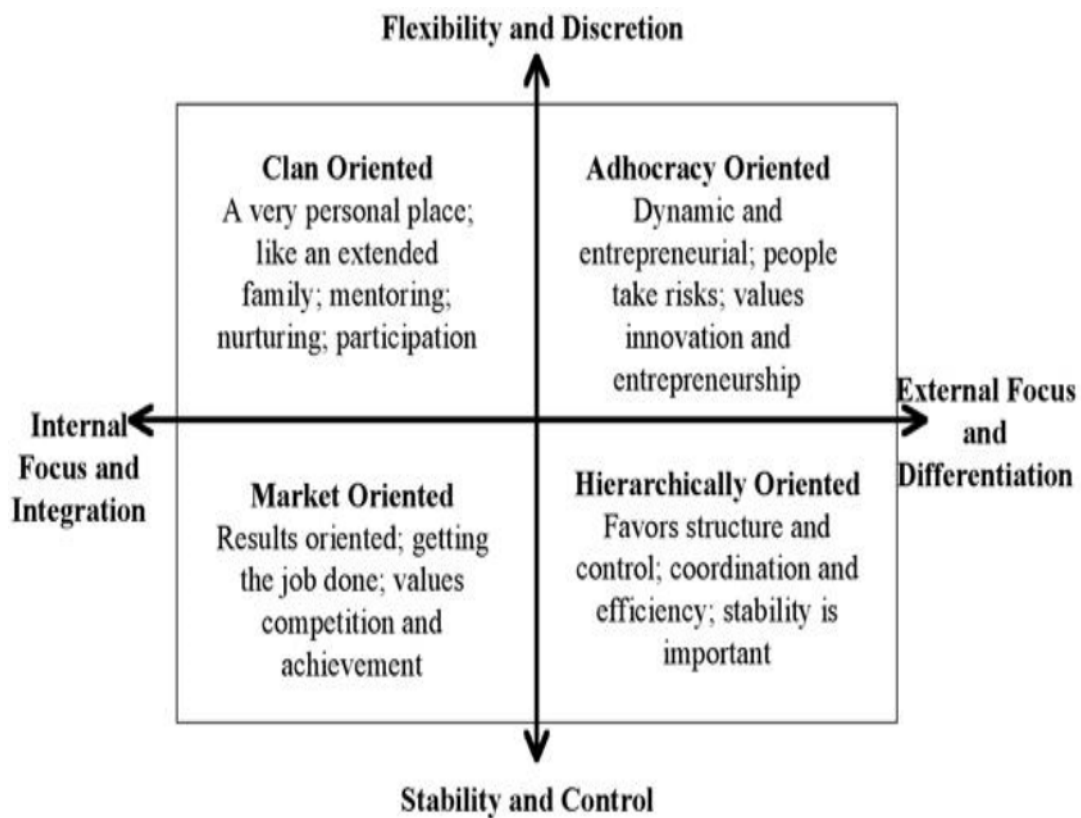 Flexibility and Discretion
Clan Oriented
A very personal place;
like an extended
family; mentoring;
nurturing; participation
Adhocracy Oriented
Dynamic and
entrepreneurial; people
take risks; values
innovation and
entrepreneurship
Internal
Focus and
Integration
External Focus
and
Differentiation
Market Oriented
Results oriented; getting
the job done; values
competition and
achievement
Hierarchically Oriented
Favors structure and
control; coordination and
efficiency; stability is
important
Stability and Control